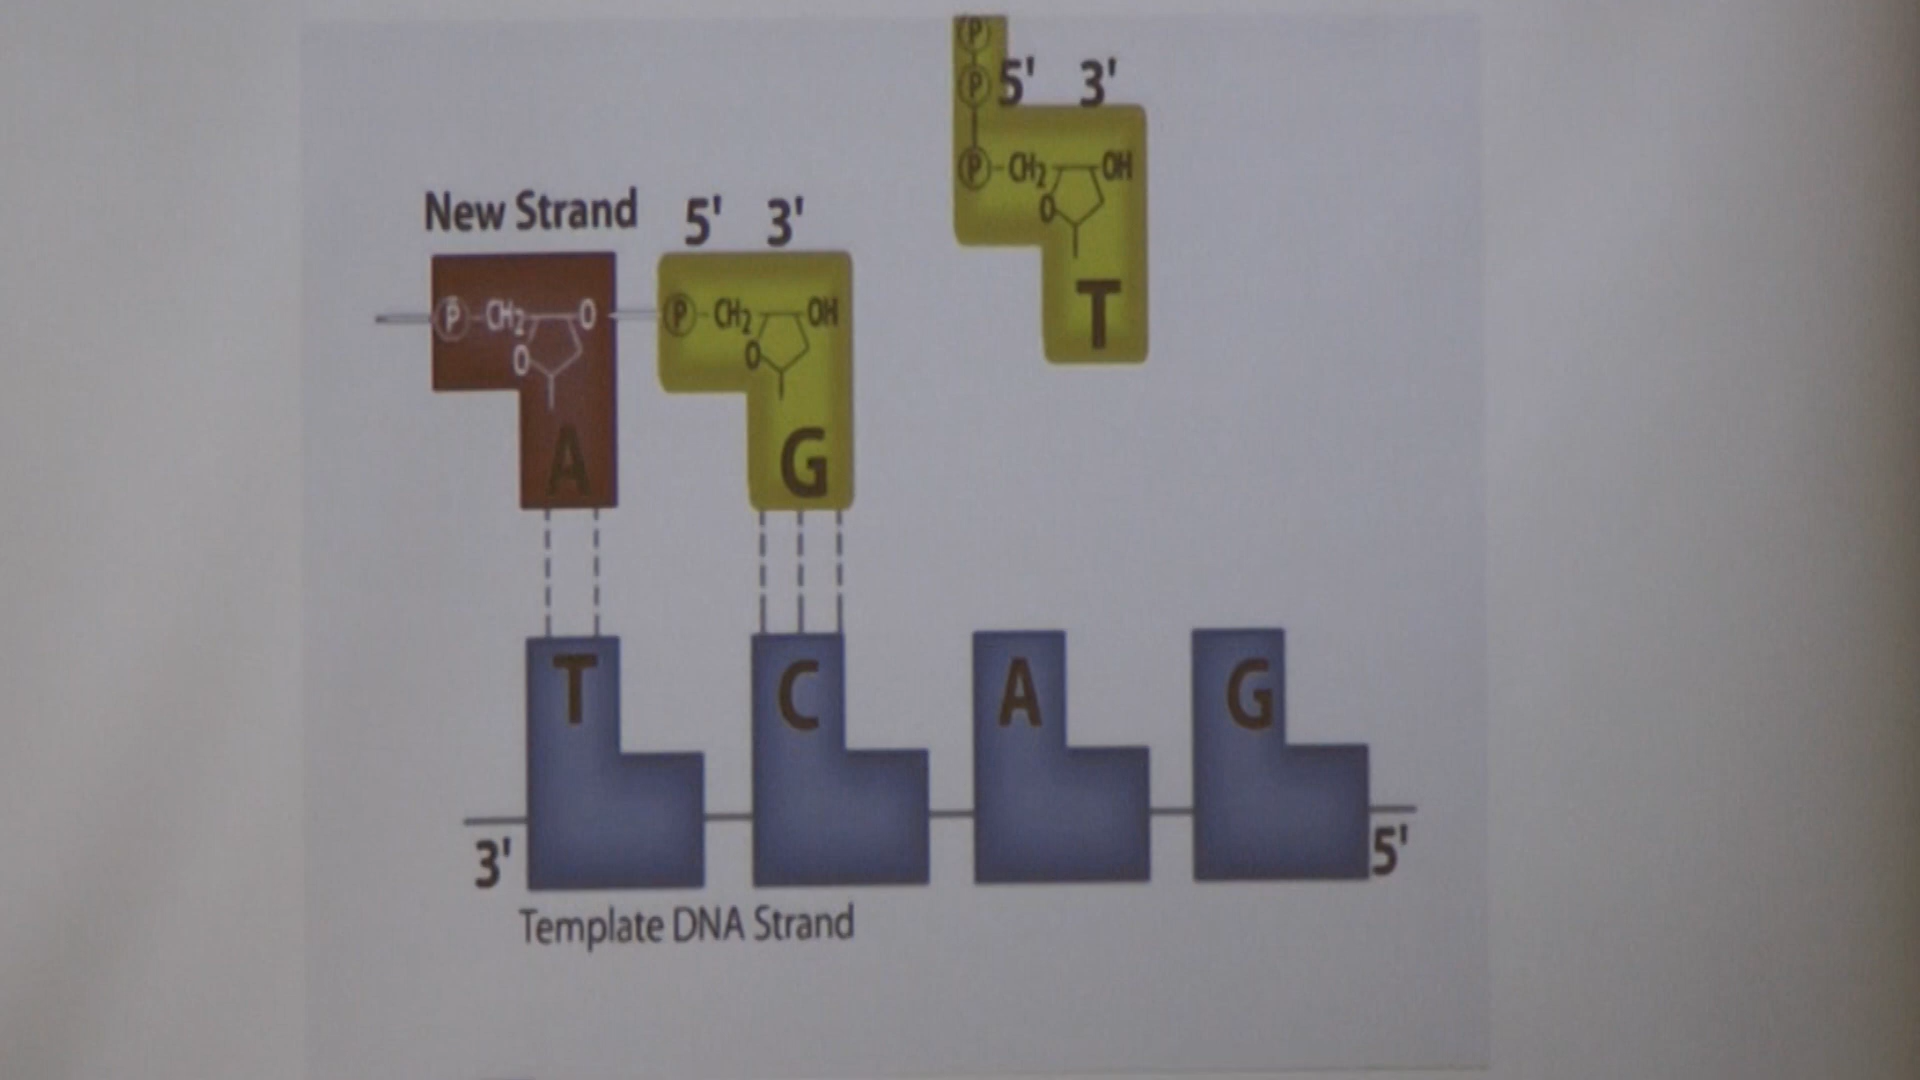 P
P 5' 3'
P-CH2 OH
O
T
New Strand 5' 3'
P-CH2 O P-CH2 OH
O O
A G
T C A G
3' 5'
Template DNA Strand